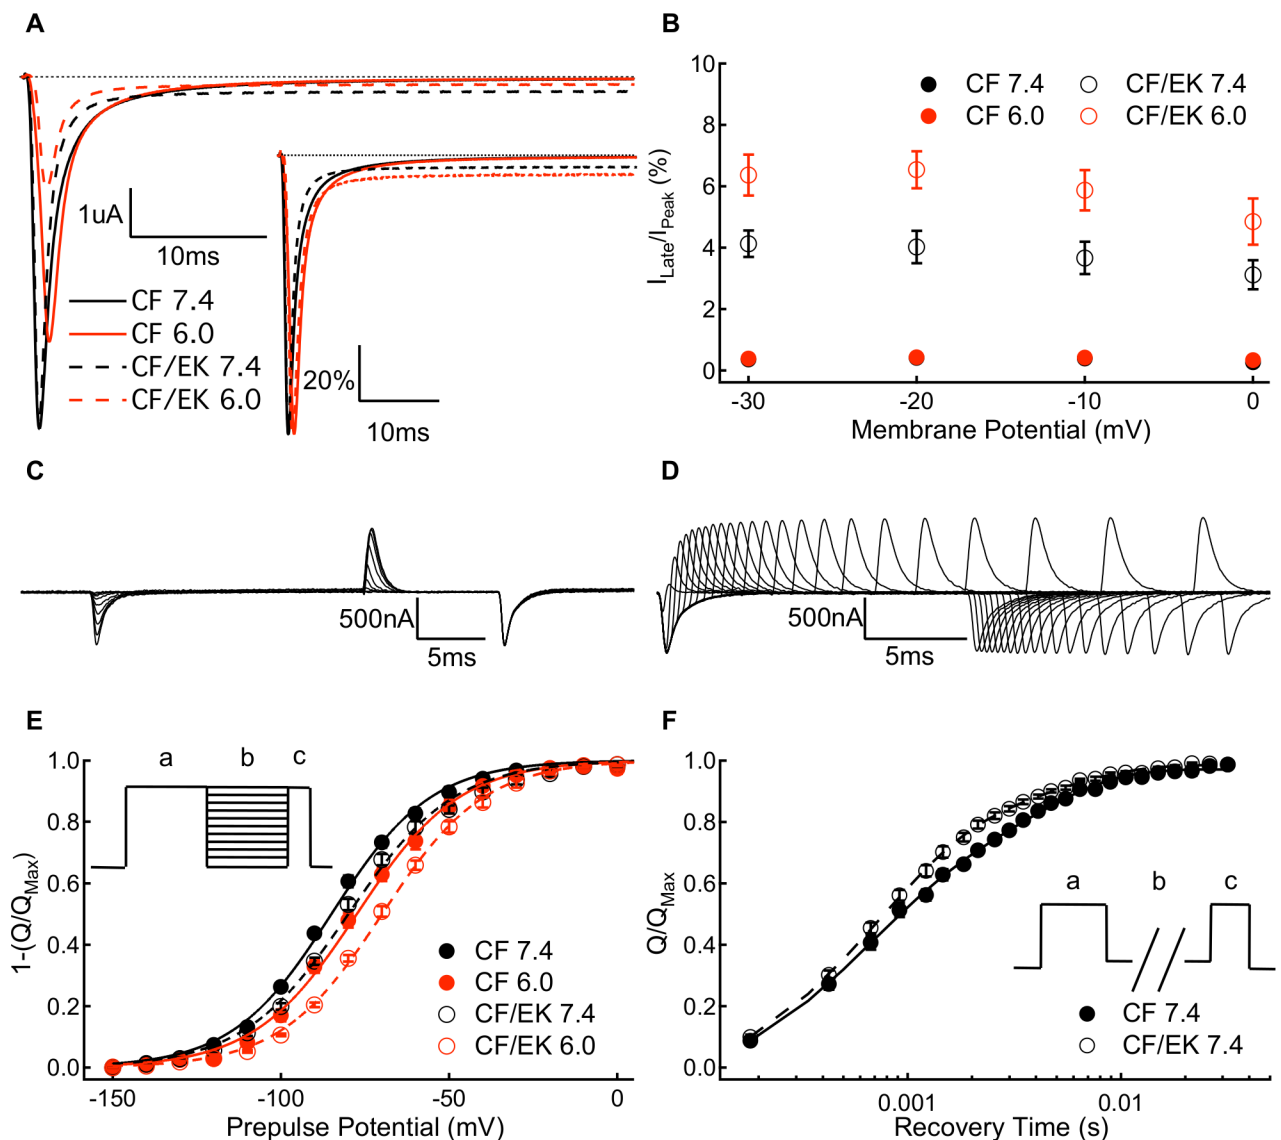 A
1uA
10ms
CF 7.4
CF 6.0
CF/EK 7.4
CF/EK 6.0
20%
10ms
B
10
8
6
4
2
0
I_Late/I_Peak (%)
CF 7.4
CF/EK 7.4
CF 6.0
CF/EK 6.0
-30
-20
-10
0
Membrane Potential (mV)
C
500nA
5ms
D
500nA
5ms
E
1.0
0.8
0.6
0.4
0.2
0.0
1-(Q/Q_Max)
a b c
CF 7.4
CF 6.0
CF/EK 7.4
CF/EK 6.0
-150
-100
-50
0
Prepulse Potential (mV)
F
1.0
0.8
0.6
0.4
0.2
0.0
Q/Q_Max
a b c
CF 7.4
CF/EK 7.4
0.001
0.01
Recovery Time (s)